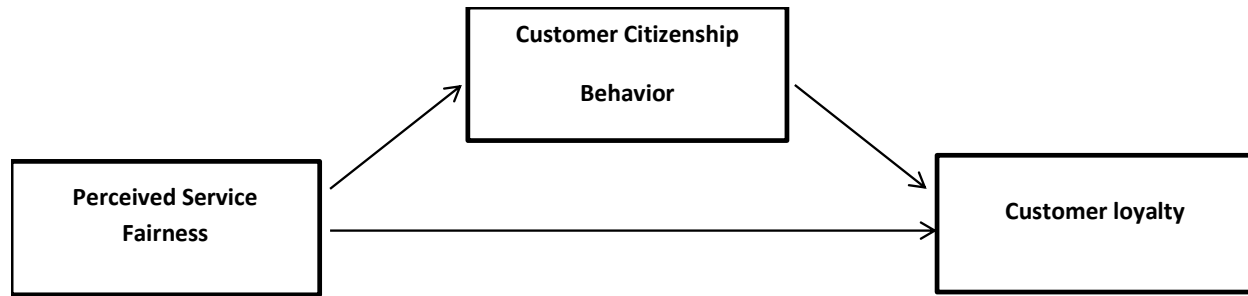 Customer Citizenship
Behavior
Perceived Service
Fairness
Customer loyalty